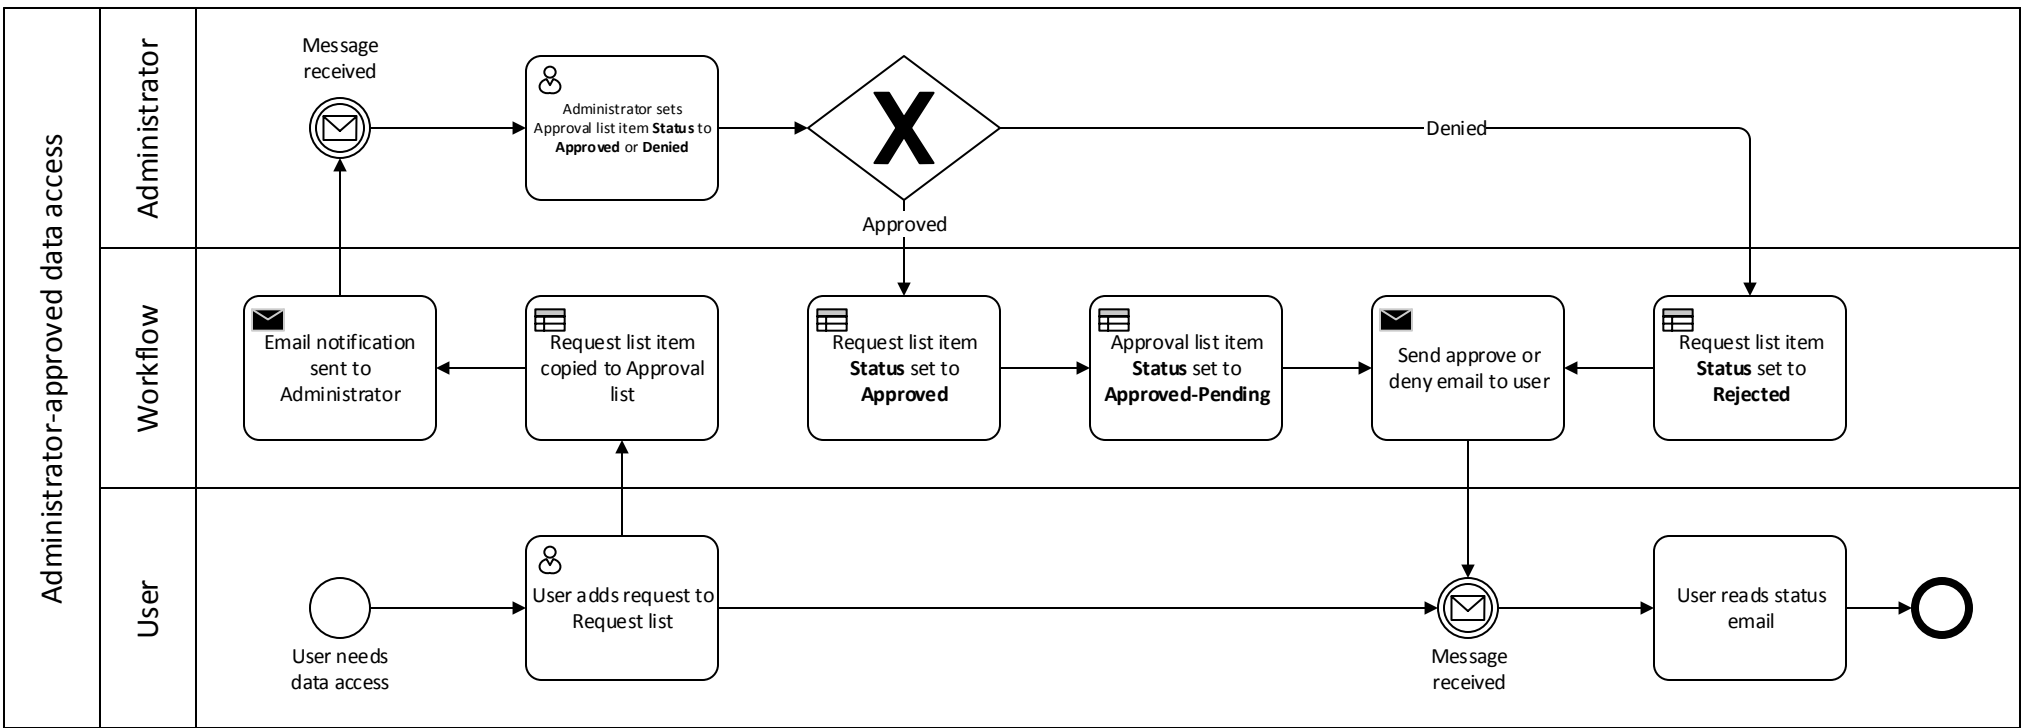 Administrator-approved data access
Administrator
Message
received
Administrator sets
Approval list item Status to
Approved or Denied
X
Denied
Approved
Workflow
Email notification
sent to
Administrator
Request list item
copied to Approval
list
Request list item
Status set to
Approved
Approval list item
Status set to
Approved-Pending
Send approve or
deny email to user
Request list item
Status set to
Rejected
User
User needs
data access
User adds request to
Request list
Message
received
User reads status
email